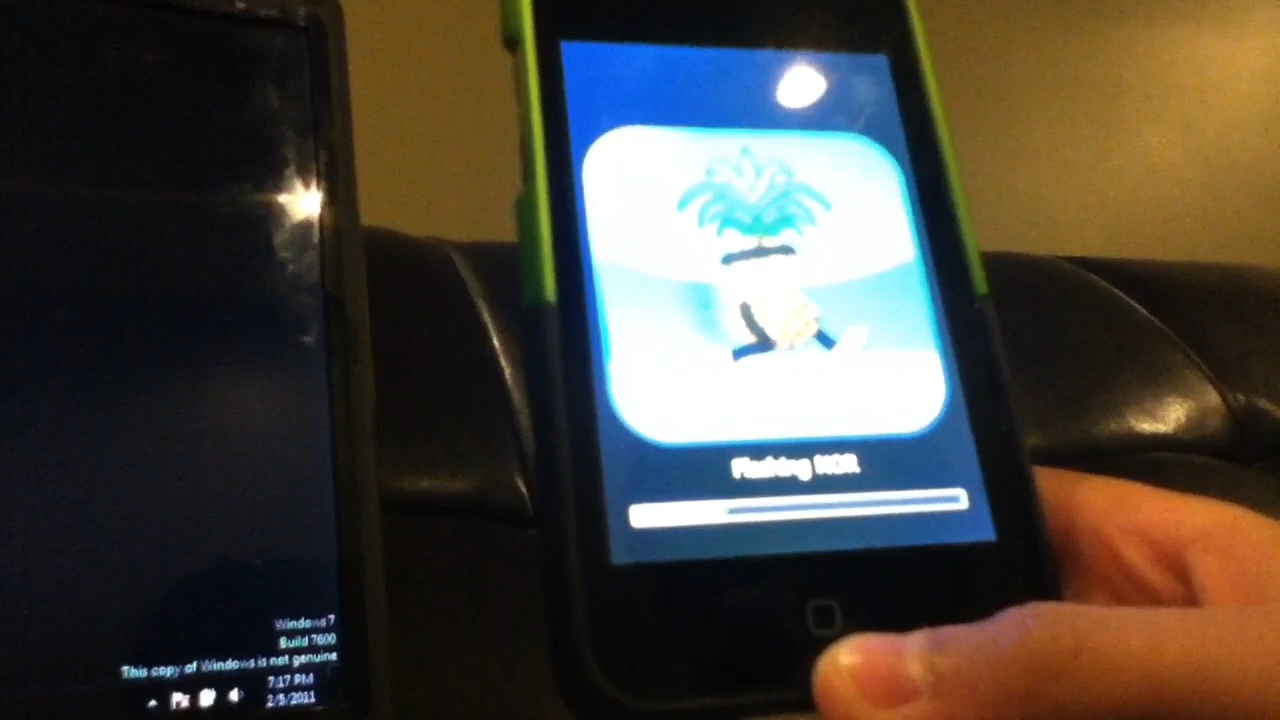 Flashing NOR
Windows 7
Build 7600
This copy of Windows is not genuine
7:17 PM
2/5/2011